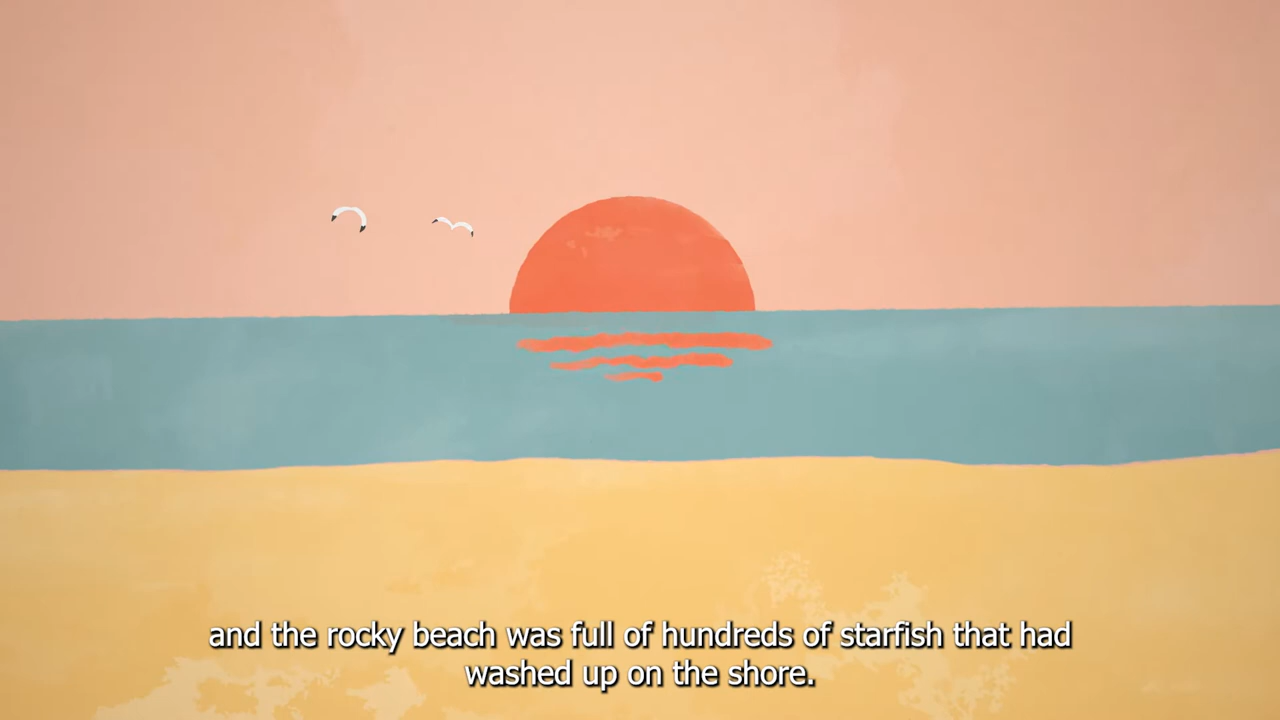 and the rocky beach was full of hundreds of starfish that had
washed up on the shore.